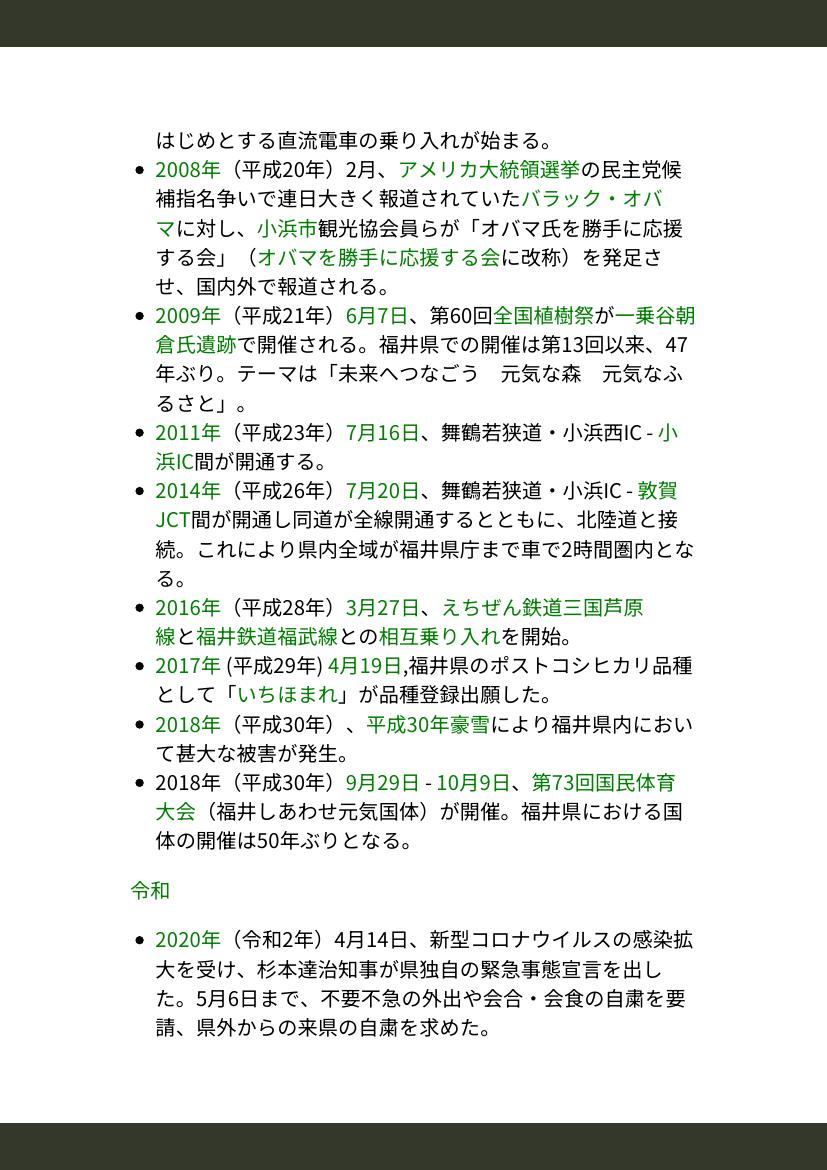 はじめとする直流電車の乗り入れが始まる。
• 2008年（平成20年）2月、アメリカ大統領選挙の民主党候
補指名争いで連日大きく報道されていたバラック・オバ
マに対し、小浜市観光協会員らが「オバマ氏を勝手に応援
する会」（オバマを勝手に応援する会に改称）を発足さ
せ、国内外で報道される。
• 2009年（平成21年）6月7日、第60回全国植樹祭が一乗谷朝
倉氏遺跡で開催される。福井県での開催は第13回以来、47
年ぶり。テーマは「未来へつなごう　元気な森　元気なふ
るさと」。
• 2011年（平成23年）7月16日、舞鶴若狭道・小浜西IC - 小
浜IC間が開通する。
• 2014年（平成26年）7月20日、舞鶴若狭道・小浜IC - 敦賀
JCT間が開通し同道が全線開通するとともに、北陸道と接
続。これにより県内全域が福井県庁まで車で2時間圏内とな
る。
• 2016年（平成28年）3月27日、えちぜん鉄道三国芦原
線と福井鉄道福武線との相互乗り入れを開始。
• 2017年 (平成29年) 4月19日,福井県のポストコシヒカリ品種
として「いちほまれ」が品種登録出願した。
• 2018年（平成30年）、平成30年豪雪により福井県内におい
て甚大な被害が発生。
• 2018年（平成30年）9月29日 - 10月9日、第73回国民体育
大会（福井しあわせ元気国体）が開催。福井県における国
体の開催は50年ぶりとなる。
令和
• 2020年（令和2年）4月14日、新型コロナウイルスの感染拡
大を受け、杉本達治知事が県独自の緊急事態宣言を出し
た。5月6日まで、不要不急の外出や会合・会食の自粛を要
請、県外からの来県の自粛を求めた。